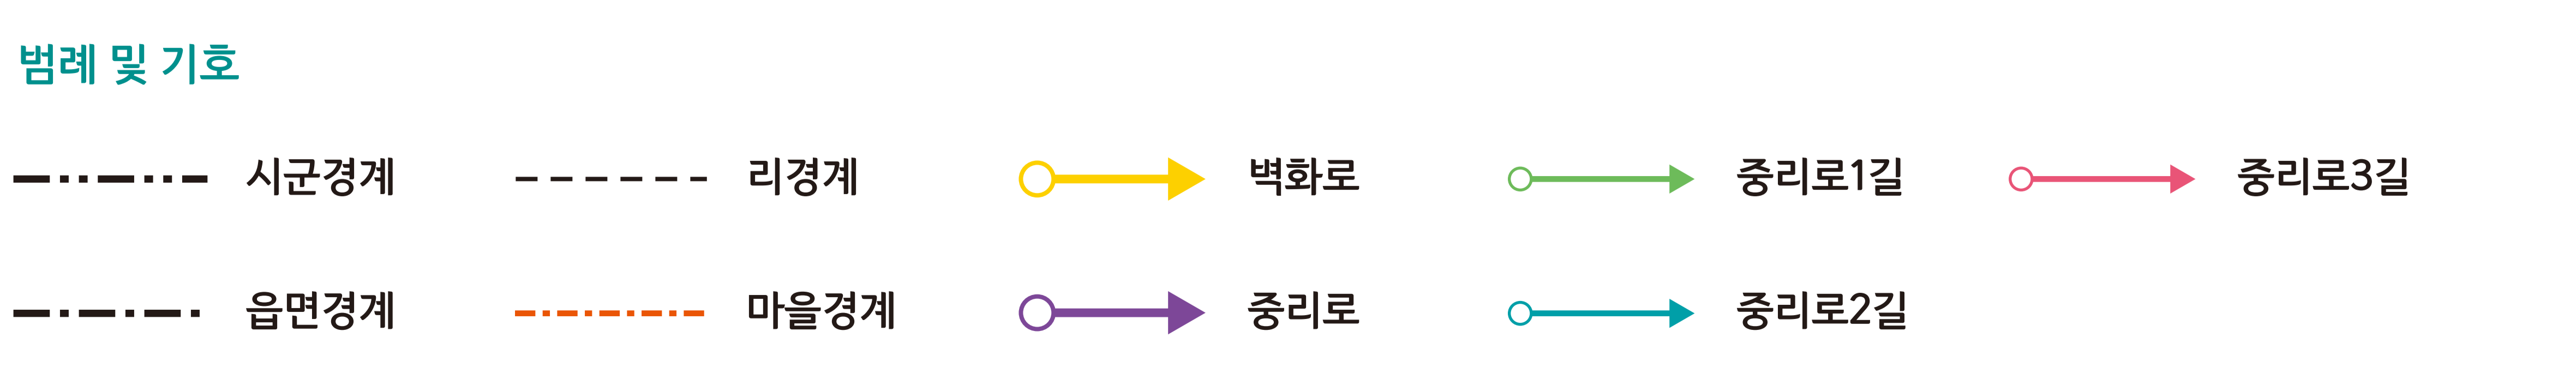 범례 및 기호
시군경계 리경계 벽화로 중리로1길 중리로3길
읍면경계 마을경계 중리로 중리로2길